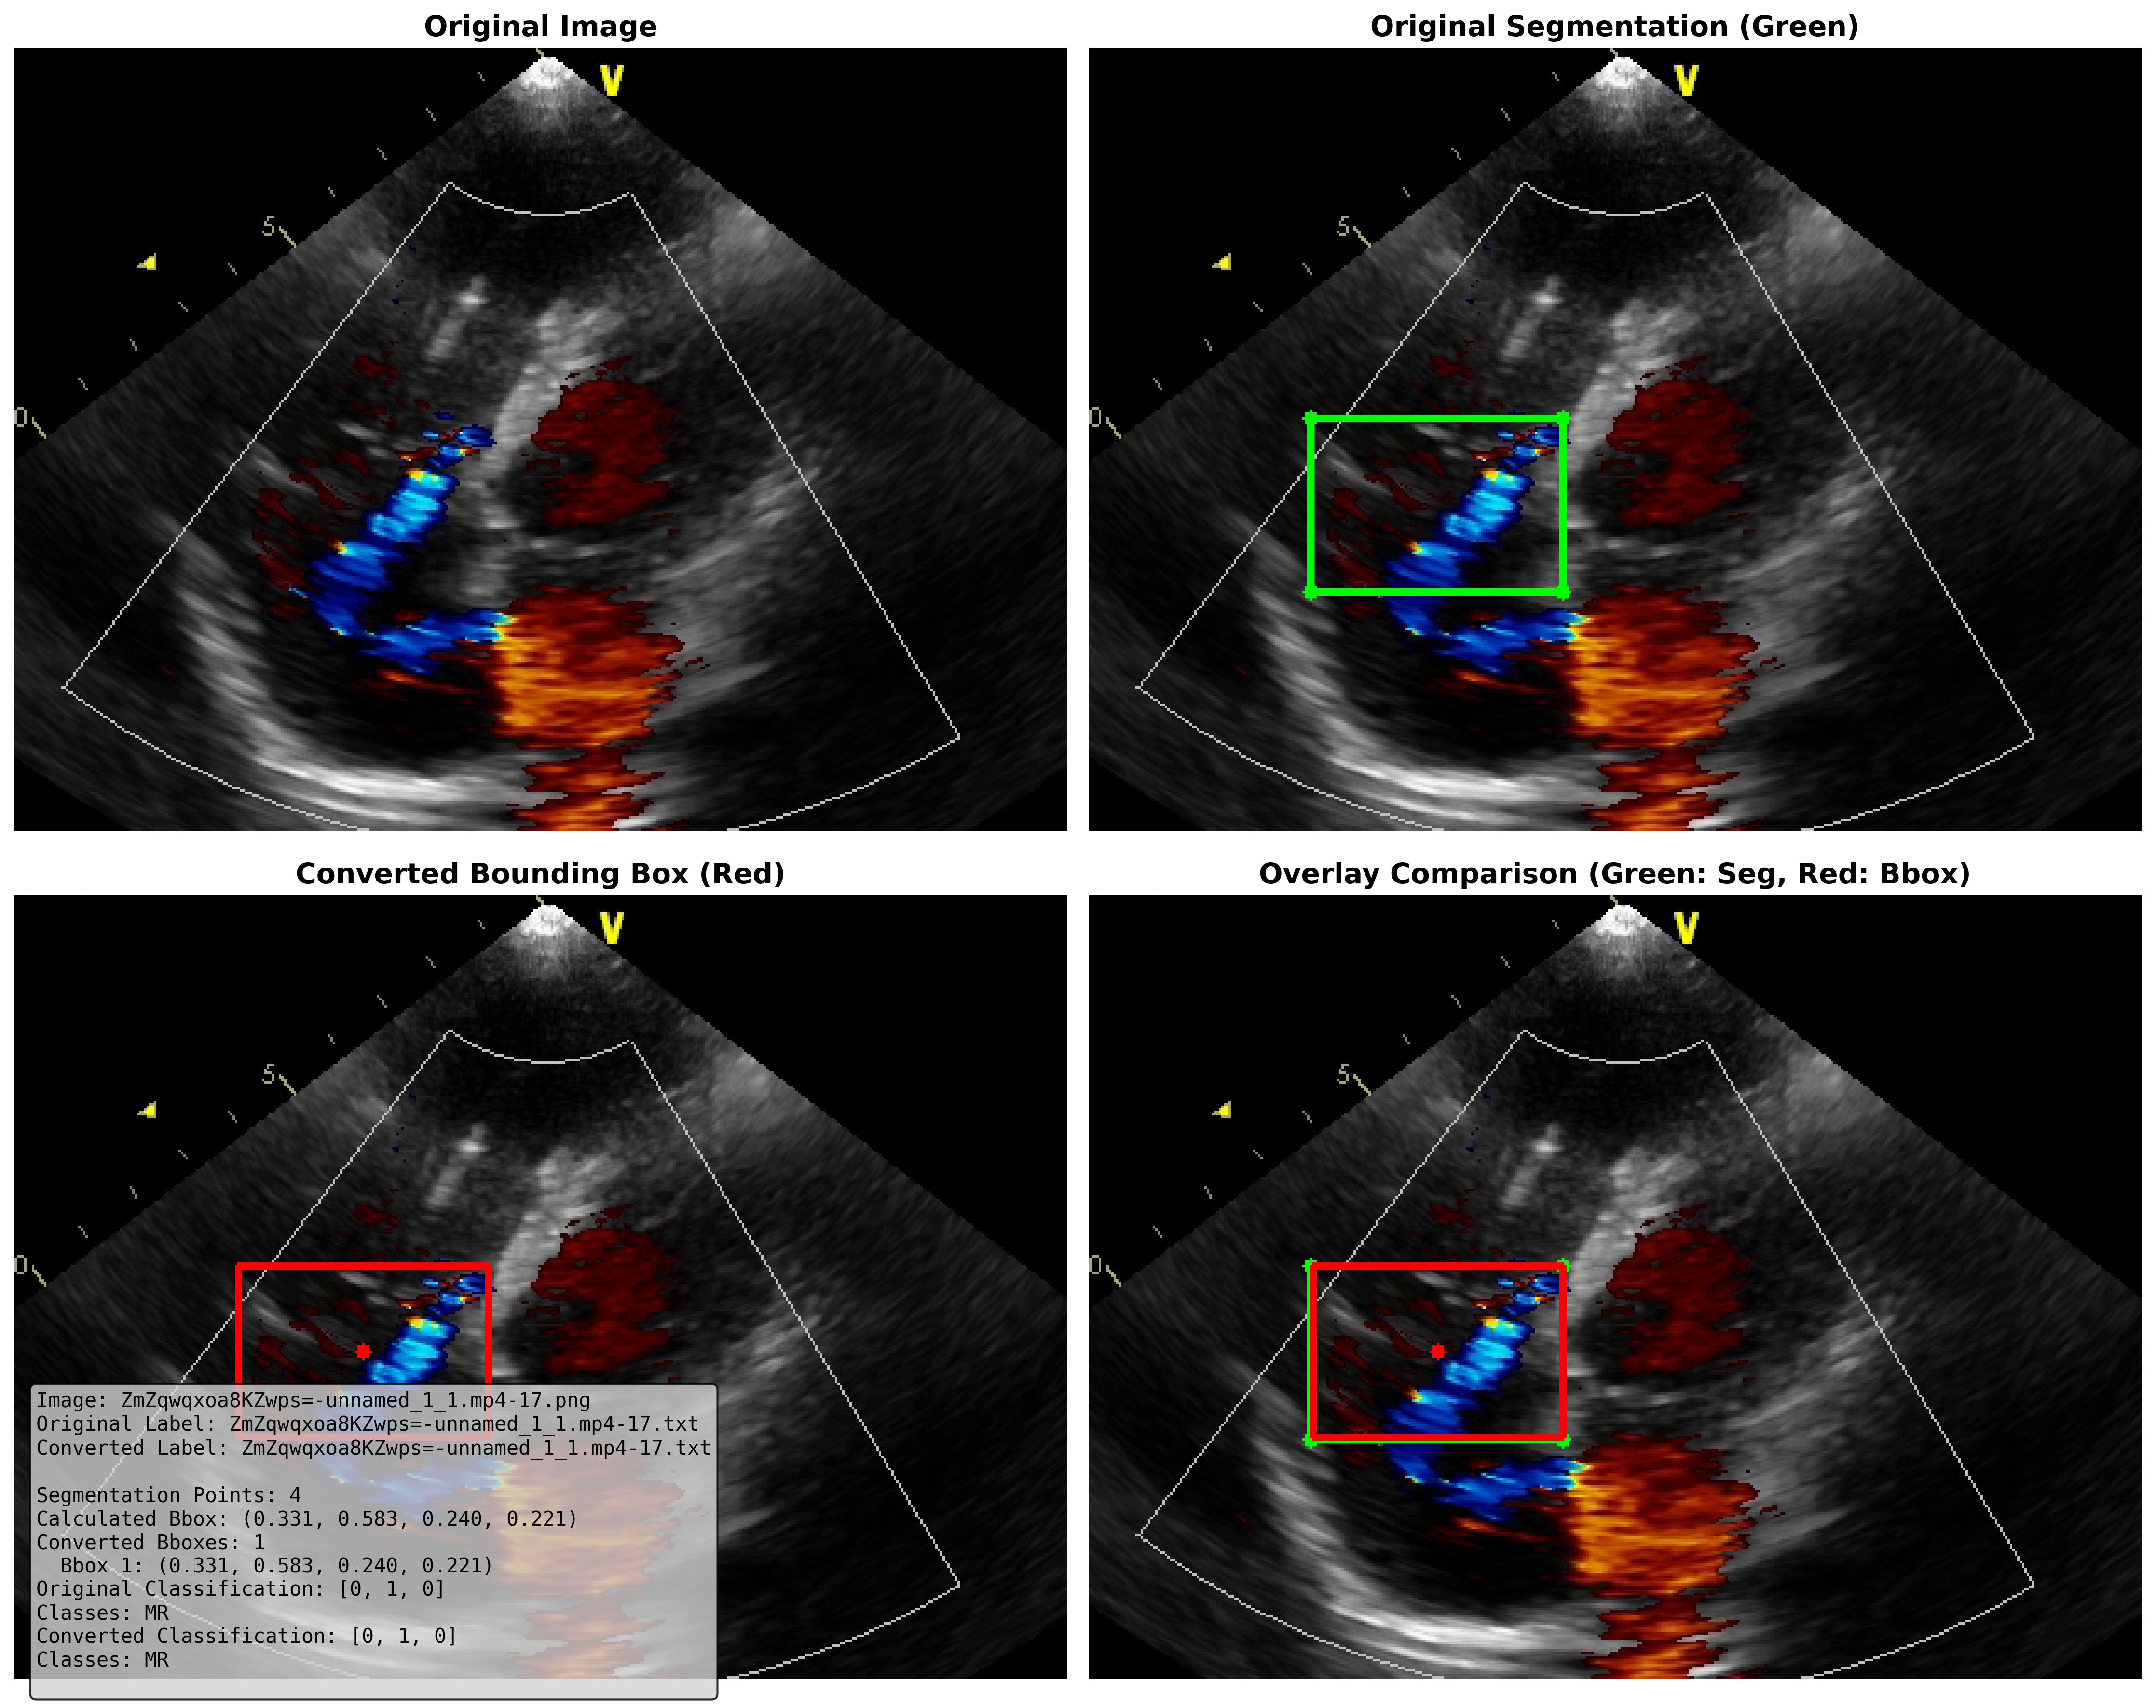 Original Image
Original Segmentation (Green)
V
5
0
V
5
0
Converted Bounding Box (Red)
Overlay Comparison (Green: Seg, Red: Bbox)
V
5
0
V
5
0
Image: ZmZqwqxoa8KZwps=-unnamed_1_1.mp4-17.png
Original Label: ZmZqwqxoa8KZwps=-unnamed_1_1.mp4-17.txt
Converted Label: ZmZqwqxoa8KZwps=-unnamed_1_1.mp4-17.txt
Segmentation Points: 4
Calculated Bbox: (0.331, 0.583, 0.240, 0.221)
Converted Bboxes: 1
Bbox 1: (0.331, 0.583, 0.240, 0.221)
Original Classification: [0, 1, 0]
Classes: MR
Converted Classification: [0, 1, 0]
Classes: MR